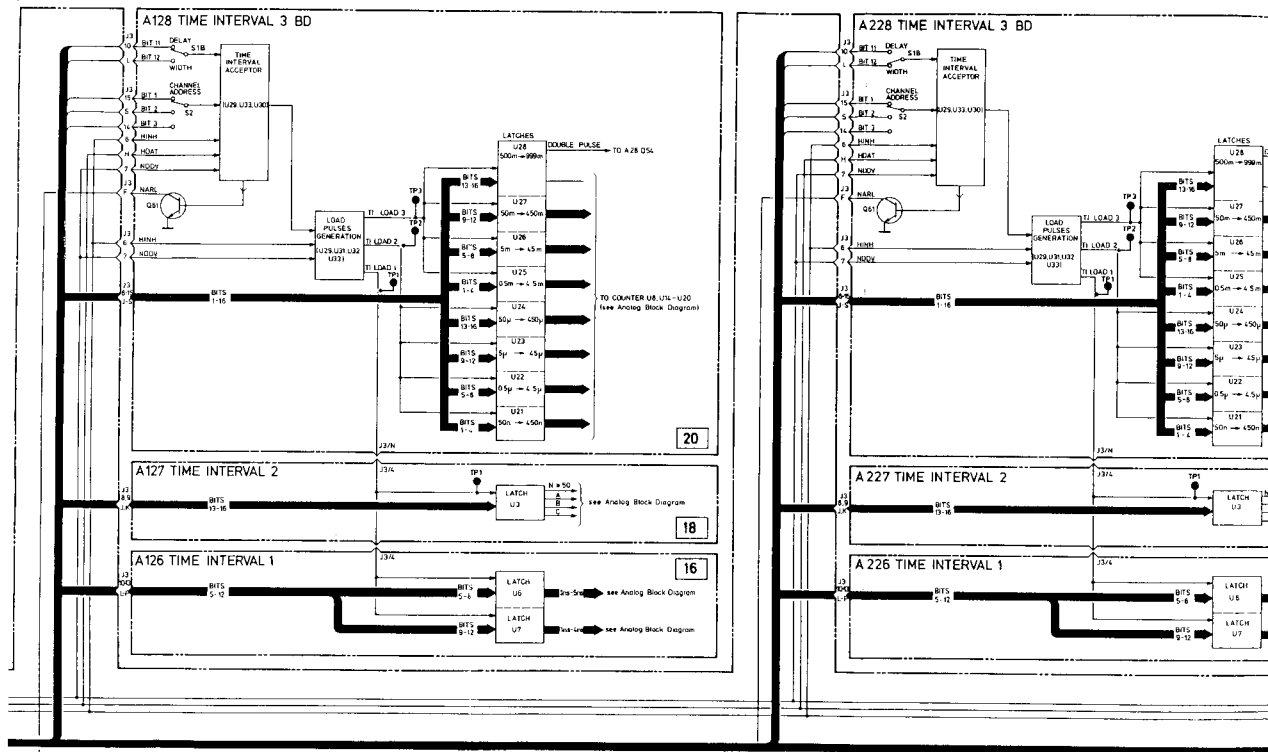 A128 TIME INTERVAL 3 BD
J3
10 BIT 11 DELAY
S1B
L BIT 12
WIDTH
TIME
INTERVAL
ACCEPTOR
(U29,U33,U30)
J3
15 BIT 1 CHANNEL
ADDRESS
S BIT 2
S2
14 BIT 3
6 HINH
H HDAT
7 NDDV
J3
F NARL
Q61
J3
6 HINH
7 NDDV
LOAD
PULSES
GENERATION
(U29,U31,U32
U33)
TI LOAD 3
TP3
TP2
TI LOAD 2
TI LOAD 1
TP1
J3
8-15
J-S
BITS
1-16
LATCHES
U28
500m → 999m
DOUBLE PULSE
TO A28 Q54
BITS
13-16
U27
50m → 450m
BITS
9-12
U26
5m → 45m
BITS
5-8
U25
0.5m → 4.5m
BITS
1-4
U24
50µ → 450µ
BITS
13-16
U23
5µ → 45µ
BITS
9-12
U22
0.5µ → 4.5µ
BITS
5-8
U21
50n → 450n
BITS
1-4
TO COUNTER U8,U14-U20
(see Analog Block Diagram)
20
J3/N
A127 TIME INTERVAL 2
J3/4
TP1
J3
8,9
J,K
BITS
13-16
LATCH
U3
A
B
C
see Analog Block Diagram
18
A126 TIME INTERVAL 1
J3/4
16
J3
10-13
L-P
BITS
5-12
BITS
5-8
LATCH
U6
see Analog Block Diagram
BITS
9-12
LATCH
U7
see Analog Block Diagram
A228 TIME INTERVAL 3 BD
J3
10 BIT 11 DELAY
S1B
L BIT 12
WIDTH
TIME
INTERVAL
ACCEPTOR
(U29,U33,U30)
J3
15 BIT 1 CHANNEL
ADDRESS
S BIT 2
S2
14 BIT 3
6 HINH
H HDAT
7 NDDV
J3
F NARL
Q61
J3
6 HINH
7 NDDV
LOAD
PULSES
GENERATION
(U29,U31,U32
U33)
TI LOAD 3
TP3
TP2
TI LOAD 2
TI LOAD 1
TP1
J3
8-15
J-S
BITS
1-16
LATCHES
U28
500m → 999m
BITS
13-16
U27
50m → 450m
BITS
9-12
U26
5m → 45m
BITS
5-8
U25
0.5m → 4.5m
BITS
1-4
U24
50µ → 450µ
BITS
13-16
U23
5µ → 45µ
BITS
9-12
U22
0.5µ → 4.5µ
BITS
5-8
U21
50n → 450n
BITS
1-4
J3/N
A227 TIME INTERVAL 2
J3/4
TP1
J3
8,9
J,K
BITS
13-16
LATCH
U3
A226 TIME INTERVAL 1
J3/4
J3
10-13
L-P
BITS
5-12
BITS
5-8
LATCH
U6
BITS
9-12
LATCH
U7